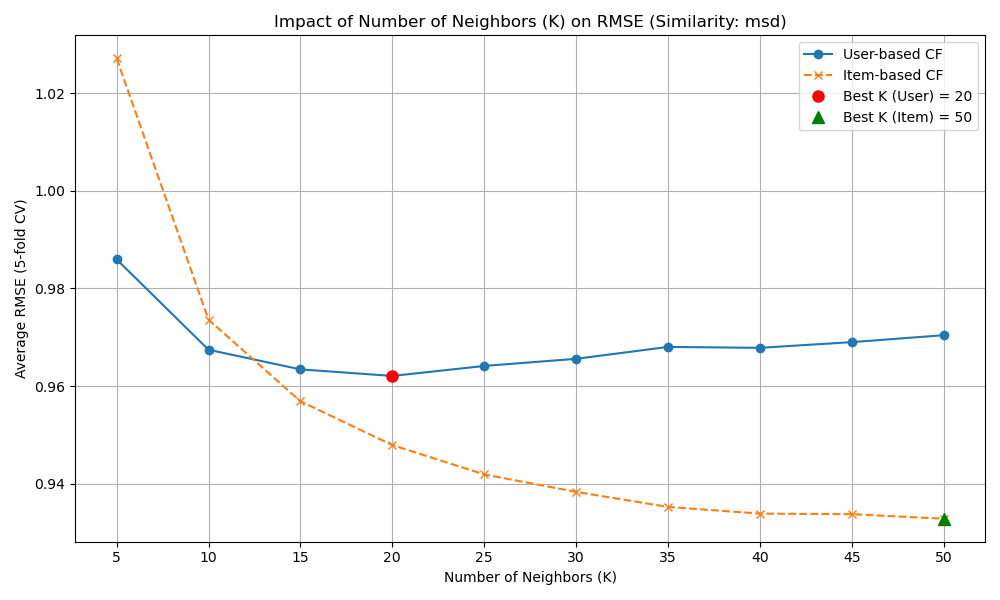 Impact of Number of Neighbors (K) on RMSE (Similarity: msd)
User-based CF
Item-based CF
Best K (User) = 20
Best K (Item) = 50
Average RMSE (5-fold CV)
1.02
1.00
0.98
0.96
0.94
5 10 15 20 25 30 35 40 45 50
Number of Neighbors (K)